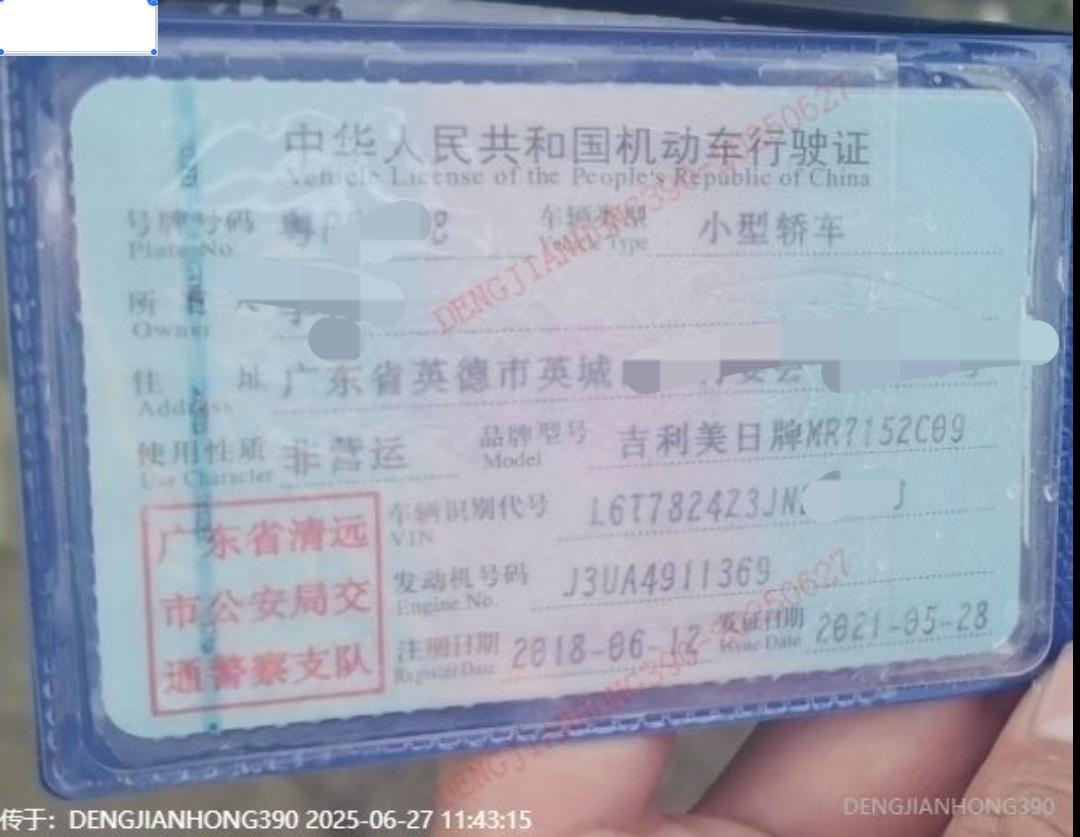 中华人民共和国机动车行驶证
Vehicle License of the People's Republic of China
号牌号码 粤 8 车辆类型 小型轿车
Plate No. Vehicle Type
所 有 人
Owner
住 址 广东省英德市英城
Address
使用性质 非营运 品牌型号 吉利美日牌MR7152C09
Use Character Model
车辆识别代号 L6T7824Z3JN
VIN
发动机号码 J3UA4911369
Engine No.
注册日期 2018-06-12 发证日期 2021-05-28
Register Date Issue Date
广东省清远
市公安局交
通警察支队
传于：DENGJIANHONG390 2025-06-27 11:43:15
DENGJIANHONG390